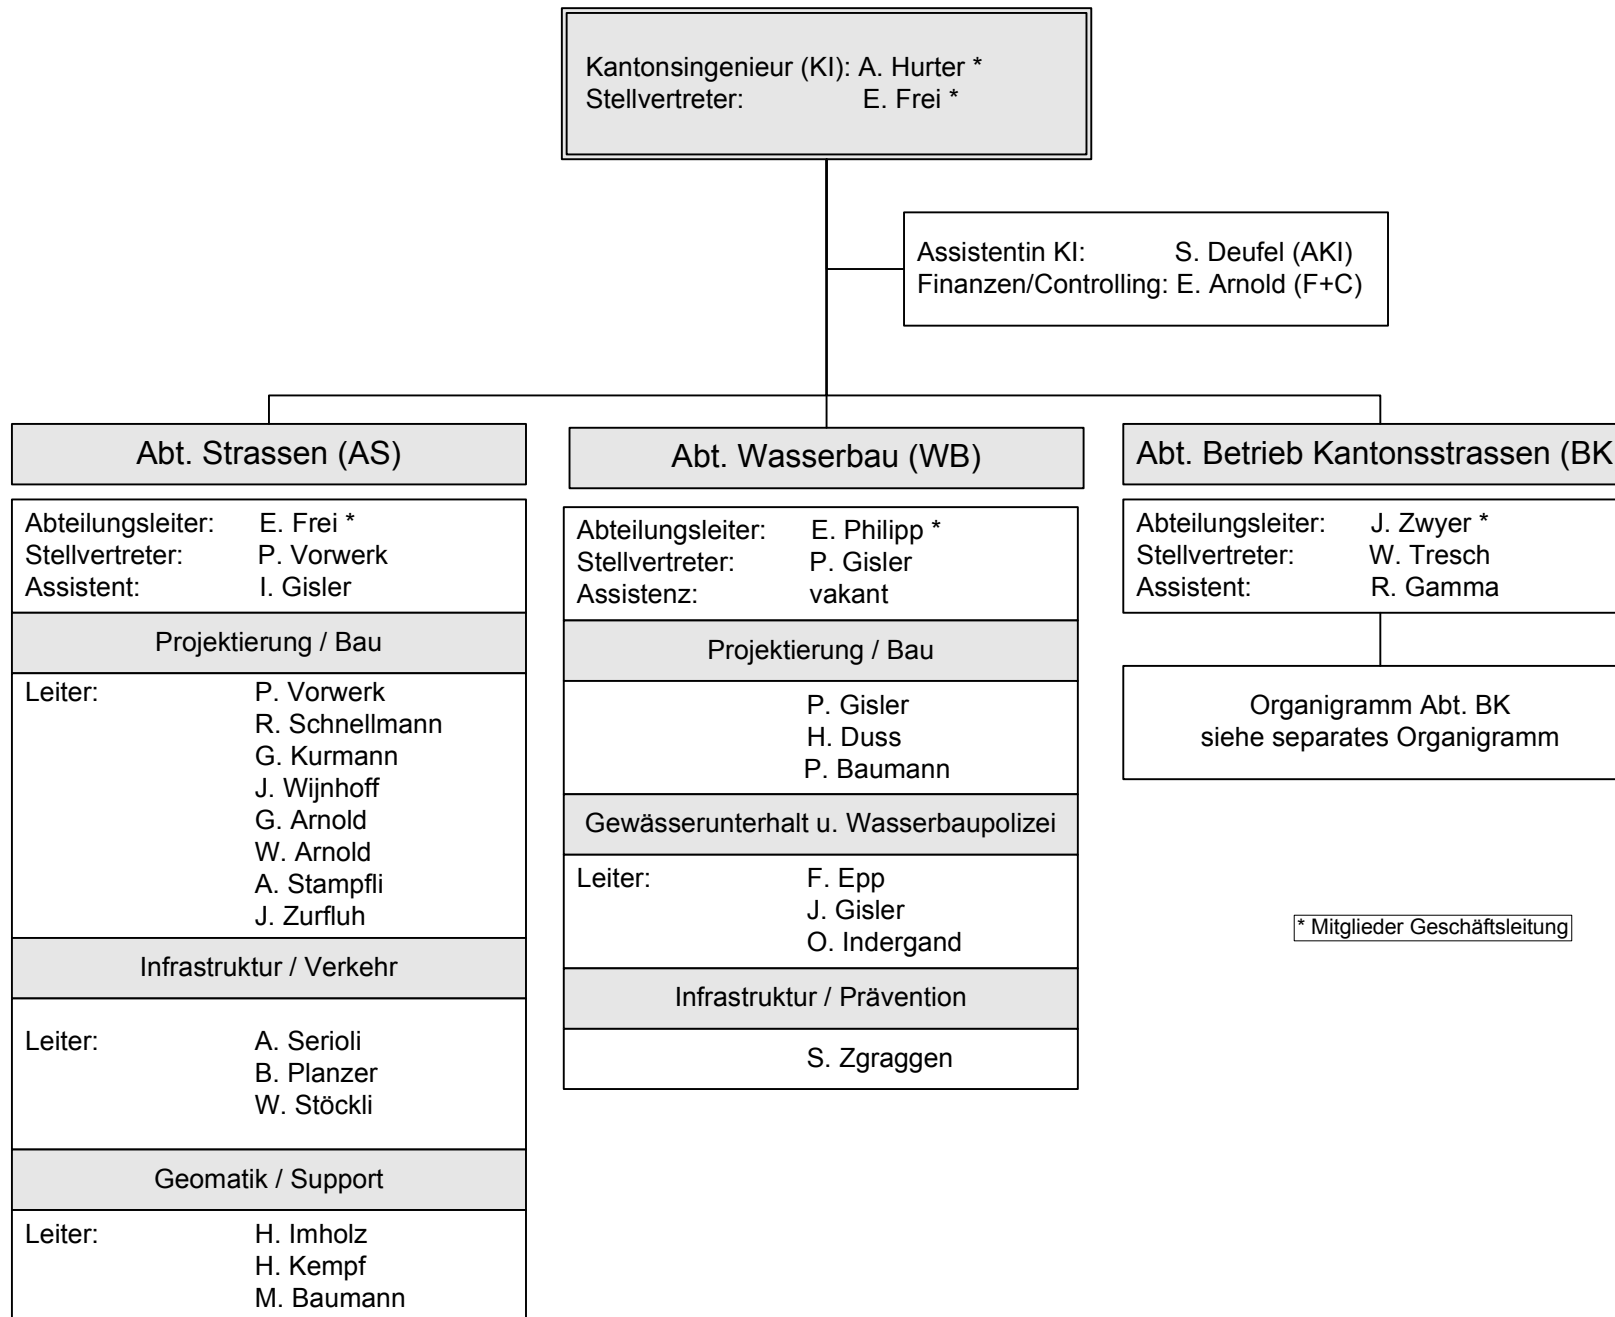 Kantonsingenieur (KI): A. Hurter *
Stellvertreter: E. Frei *
Assistentin KI: S. Deufel (AKI)
Finanzen/Controlling: E. Arnold (F+C)
Abt. Strassen (AS)
Abteilungsleiter: E. Frei *
Stellvertreter: P. Vorwerk
Assistent: I. Gisler
Projektierung / Bau
Leiter: P. Vorwerk
R. Schnellmann
G. Kurmann
J. Wijnhoff
G. Arnold
W. Arnold
A. Stampfli
J. Zurfluh
Infrastruktur / Verkehr
Leiter: A. Serioli
B. Planzer
W. Stöckli
Geomatik / Support
Leiter: H. Imholz
H. Kempf
M. Baumann
Abt. Wasserbau (WB)
Abteilungsleiter: E. Philipp *
Stellvertreter: P. Gisler
Assistenz: vakant
Projektierung / Bau
P. Gisler
H. Duss
P. Baumann
Gewässerunterhalt u. Wasserbaupolizei
Leiter: F. Epp
J. Gisler
O. Indergand
Infrastruktur / Prävention
S. Zgraggen
Abt. Betrieb Kantonsstrassen (BK
Abteilungsleiter: J. Zwyer *
Stellvertreter: W. Tresch
Assistent: R. Gamma
Organigramm Abt. BK
siehe separates Organigramm
* Mitglieder Geschäftsleitung